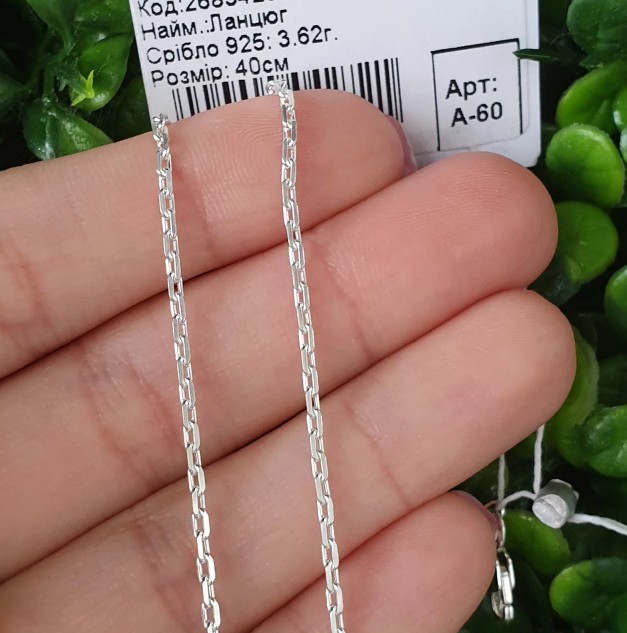 Найм.:Ланцюг
Срібло 925: 3.62г.
Розмір: 40см
Арт:
А-60